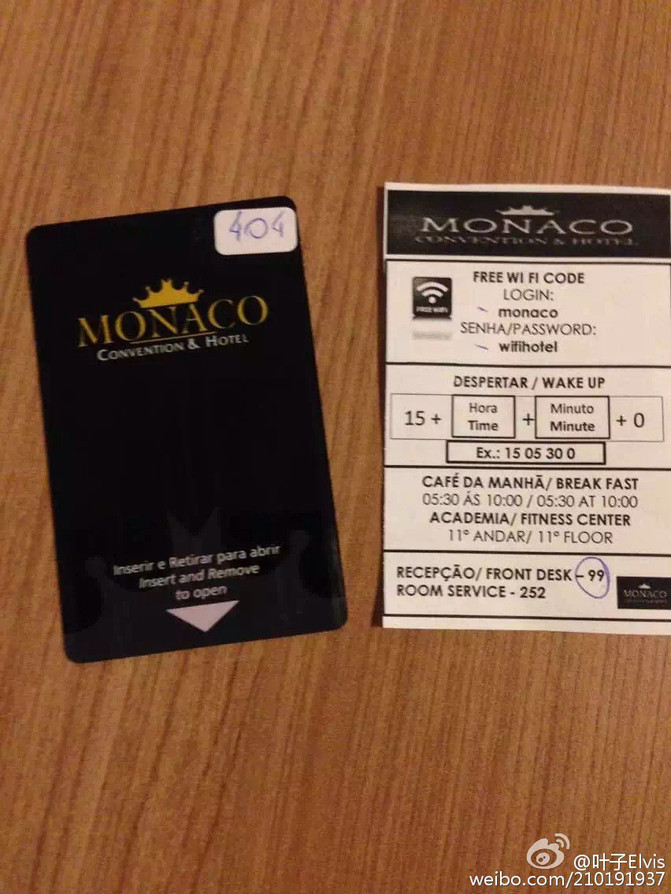 404
MONACO
CONVENTION & HOTEL
Inserir e Retirar para abrir
Insert and Remove
to open
MONACO
CONVENTION & HOTEL
FREE WI FI CODE
LOGIN:
monaco
SENHA/PASSWORD:
wifihotel
FREE WiFi
DESPERTAR / WAKE UP
15 + Hora Time + Minuto Minute + 0
Ex.: 15 05 30 0
CAFÉ DA MANHÃ/ BREAK FAST
05:30 ÁS 10:00 / 05:30 AT 10:00
ACADEMIA/ FITNESS CENTER
11º ANDAR/ 11º FLOOR
RECEPÇÃO/ FRONT DESK – 99
ROOM SERVICE - 252
MONACO
@叶子Elvis
weibo.com/210191937